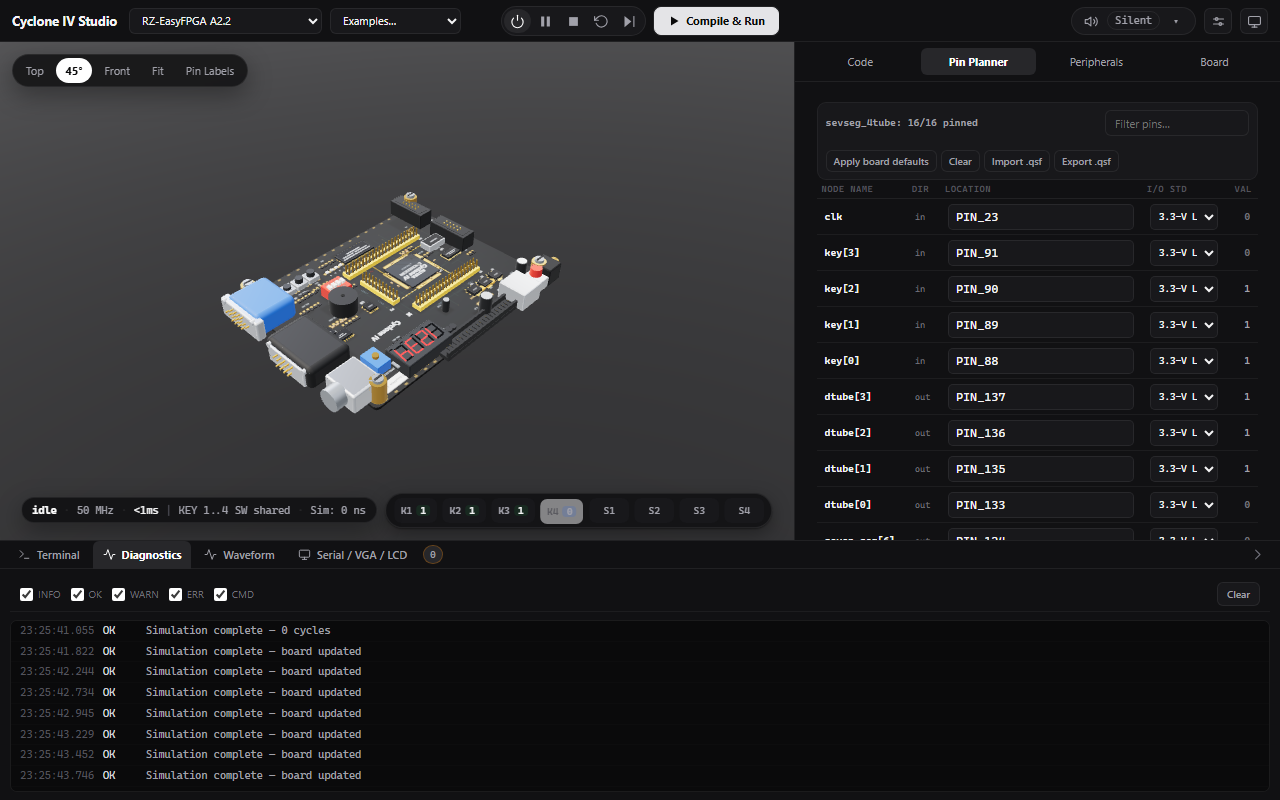 Cyclone IV Studio
RZ-EasyFPGA A2.2
Examples...
Compile & Run
Silent
Top
45°
Front
Fit
Pin Labels
Code
Pin Planner
Peripherals
Board
sevseg_4tube: 16/16 pinned
Filter pins...
Apply board defaults
Clear
Import .qsf
Export .qsf
NODE NAME DIR LOCATION I/O STD VAL
clk in PIN_23 3.3-V L 0
key[3] in PIN_91 3.3-V L 0
key[2] in PIN_90 3.3-V L 1
key[1] in PIN_89 3.3-V L 1
key[0] in PIN_88 3.3-V L 1
dtube[3] out PIN_137 3.3-V L 1
dtube[2] out PIN_136 3.3-V L 1
dtube[1] out PIN_135 3.3-V L 1
dtube[0] out PIN_133 3.3-V L 0
Cyclone IV
1234
idle · 50 MHz · <1ms | KEY 1..4 SW shared · Sim: 0 ns
K1 1 K2 1 K3 1 K4 0 S1 S2 S3 S4
Terminal
Diagnostics
Waveform
Serial / VGA / LCD
0
INFO OK WARN ERR CMD
Clear
23:25:41.055 OK Simulation complete — 0 cycles
23:25:41.822 OK Simulation complete — board updated
23:25:42.244 OK Simulation complete — board updated
23:25:42.734 OK Simulation complete — board updated
23:25:42.945 OK Simulation complete — board updated
23:25:43.229 OK Simulation complete — board updated
23:25:43.452 OK Simulation complete — board updated
23:25:43.746 OK Simulation complete — board updated